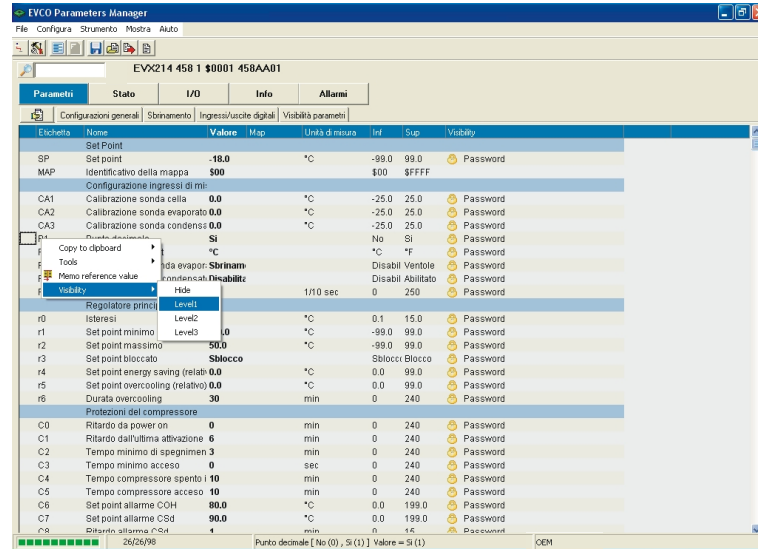 EVCO Parameters Manager
File Configura Strumento Mostra Aiuto
EVX214 458 1 $0001 458AA01
Parametri Stato I/O Info Allarmi
Configurazioni generali Sbrinamento Ingressi/uscite digitali Visibilità parametri
Etichetta Nome Valore Map Unità di misura Inf Sup Visibility
Set Point
SP Set point -18.0 °C -99.0 99.0 Password
MAP Identificativo della mappa $00 $00 $FFFF
Configurazione ingressi di mi
CA1 Calibrazione sonda cella 0.0 °C -25.0 25.0 Password
CA2 Calibrazione sonda evaporato 0.0 °C -25.0 25.0 Password
CA3 Calibrazione sonda condensa 0.0 °C -25.0 25.0 Password
Si No Si Password
°C °C °F Password
nda evapor Sbrinam Disabil Ventole Password
condensat Disabilita Disabil Abilitato Password
1/10 sec 0 250 Password
Copy to clipboard
Tools
Memo reference value
Visibility
Hide
Level1
Level2
Level3
Regolatore princip
r0 Isteresi °C 0.1 15.0 Password
r1 Set point minimo °C -99.0 99.0 Password
r2 Set point massimo 50.0 °C -99.0 99.0 Password
r3 Set point bloccato Sblocco Sblocc Blocco Password
r4 Set point energy saving (relati 0.0 °C 0.0 99.0 Password
r5 Set point overcooling (relativo) 0.0 °C 0.0 99.0 Password
r6 Durata overcooling 30 min 0 240 Password
Protezioni del compressore
C0 Ritardo da power on 0 min 0 240 Password
C1 Ritardo dall'ultima attivazione 6 min 0 240 Password
C2 Tempo minimo di spegnimen 3 min 0 240 Password
C3 Tempo minimo acceso 0 sec 0 240 Password
C4 Tempo compressore spento i 10 min 0 240 Password
C5 Tempo compressore acceso 10 min 0 240 Password
C6 Set point allarme COH 80.0 °C 0.0 199.0 Password
C7 Set point allarme CSd 90.0 °C 0.0 199.0 Password
C8 Ritardo allarme CSd 1 min 0 15 Password
26/26/98 Punto decimale [ No (0) , Si (1) ] Valore = Si (1) OEM